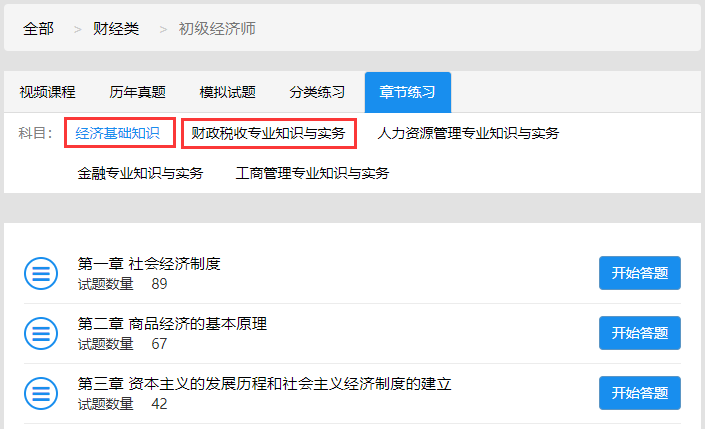 全部 > 财经类 > 初级经济师
视频课程 历年真题 模拟试题 分类练习 章节练习
科目: 经济基础知识 财政税收专业知识与实务 人力资源管理专业知识与实务
金融专业知识与实务 工商管理专业知识与实务
第一章 社会经济制度
试题数量 89
开始答题
第二章 商品经济的基本原理
试题数量 67
开始答题
第三章 资本主义的发展历程和社会主义经济制度的建立
试题数量 42
开始答题